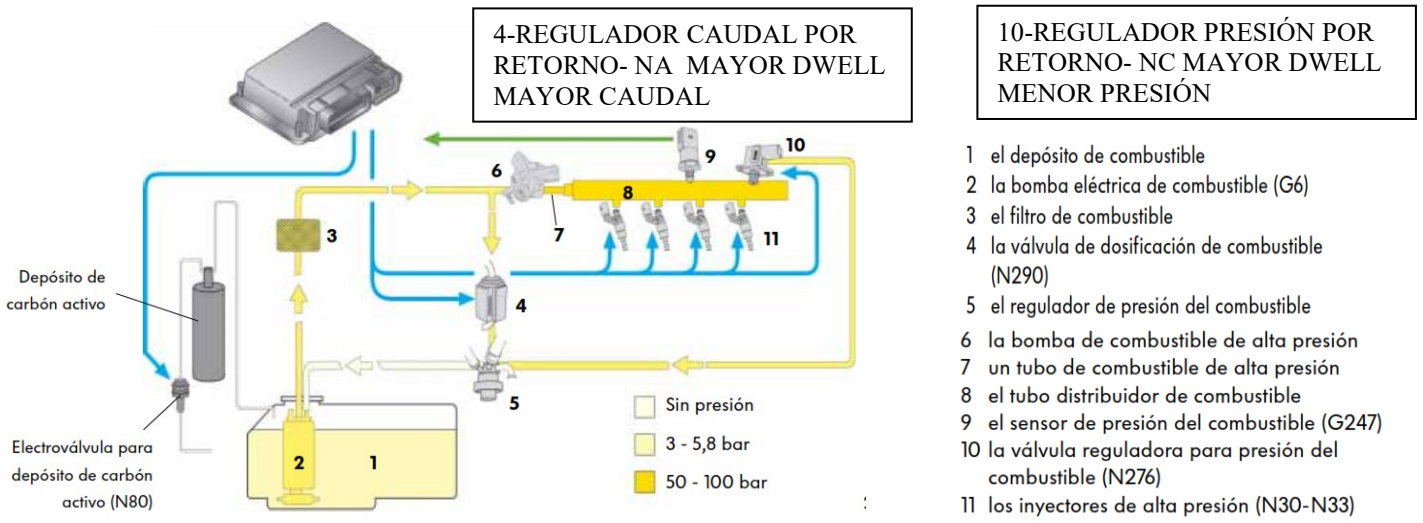 4-REGULADOR CAUDAL POR
RETORNO- NA MAYOR DWELL
MAYOR CAUDAL
10-REGULADOR PRESIÓN POR
RETORNO- NC MAYOR DWELL
MENOR PRESIÓN
10
9
6
8
7
11
3
4
5
2
1
Depósito de
carbón activo
Electroválvula para
depósito de carbón
activo (N80)
Sin presión
3 - 5,8 bar
50 - 100 bar
1 el depósito de combustible
2 la bomba eléctrica de combustible (G6)
3 el filtro de combustible
4 la válvula de dosificación de combustible
(N290)
5 el regulador de presión del combustible
6 la bomba de combustible de alta presión
7 un tubo de combustible de alta presión
8 el tubo distribuidor de combustible
9 el sensor de presión del combustible (G247)
10 la válvula reguladora para presión del
combustible (N276)
11 los inyectores de alta presión (N30-N33)